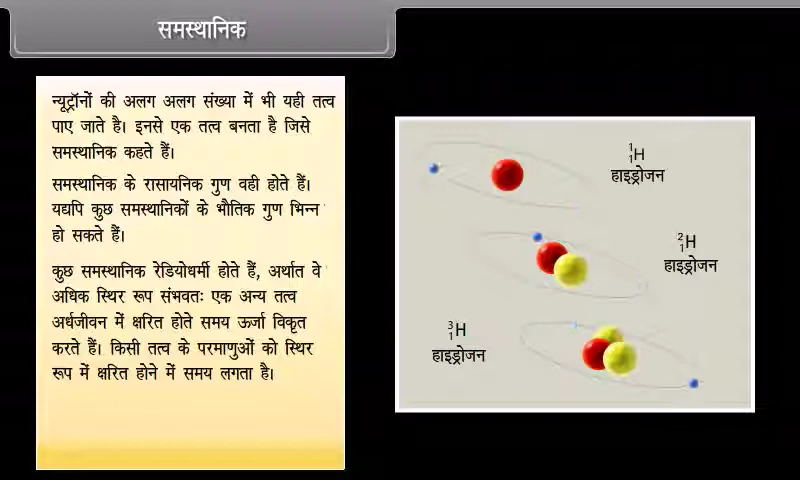 समस्थानिक
न्यूट्रॉनों की अलग अलग संख्या में भी यही तत्व
पाए जाते है। इनसे एक तत्व बनता है जिसे
समस्थानिक कहते हैं।
समस्थानिक के रासायनिक गुण वही होते हैं।
यद्यपि कुछ समस्थानिकों के भौतिक गुण भिन्न
हो सकते हैं।
कुछ समस्थानिक रेडियोधर्मी होते हैं, अर्थात वे
अधिक स्थिर रूप संभवतः एक अन्य तत्व
अर्धजीवन में क्षरित होते समय ऊर्जा विकृत
करते हैं। किसी तत्व के परमाणुओं को स्थिर
रूप में क्षरित होने में समय लगता है।
¹₁H
हाइड्रोजन
²₁H
हाइड्रोजन
³₁H
हाइड्रोजन